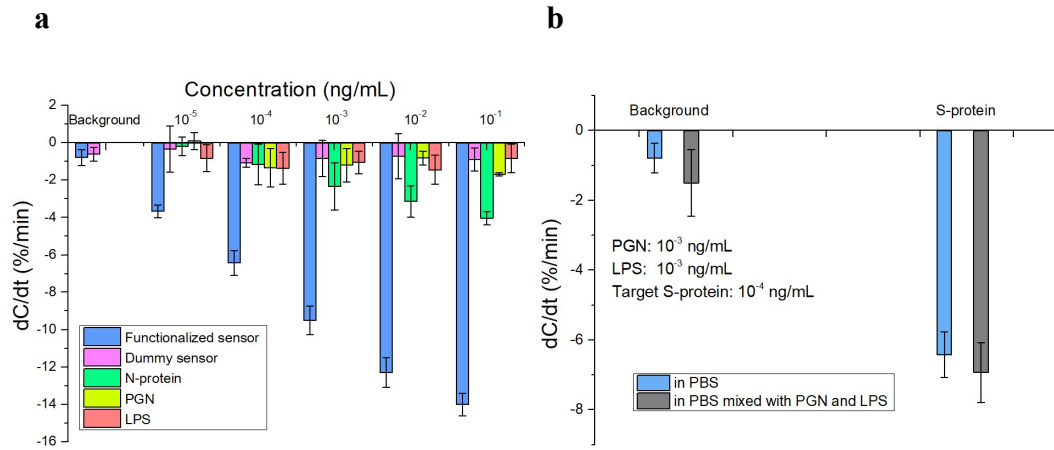 a
Concentration (ng/mL)
Background 10⁻⁵ 10⁻⁴ 10⁻³ 10⁻² 10⁻¹
2
0
-2
-4
-6
-8
-10
-12
-14
-16
dC/dt (%/min)
Functionalized sensor
Dummy sensor
N-protein
PGN
LPS
b
Background S-protein
0
-2
-4
-6
-8
dC/dt (%/min)
PGN: 10⁻³ ng/mL
LPS: 10⁻³ ng/mL
Target S-protein: 10⁻⁴ ng/mL
in PBS
in PBS mixed with PGN and LPS